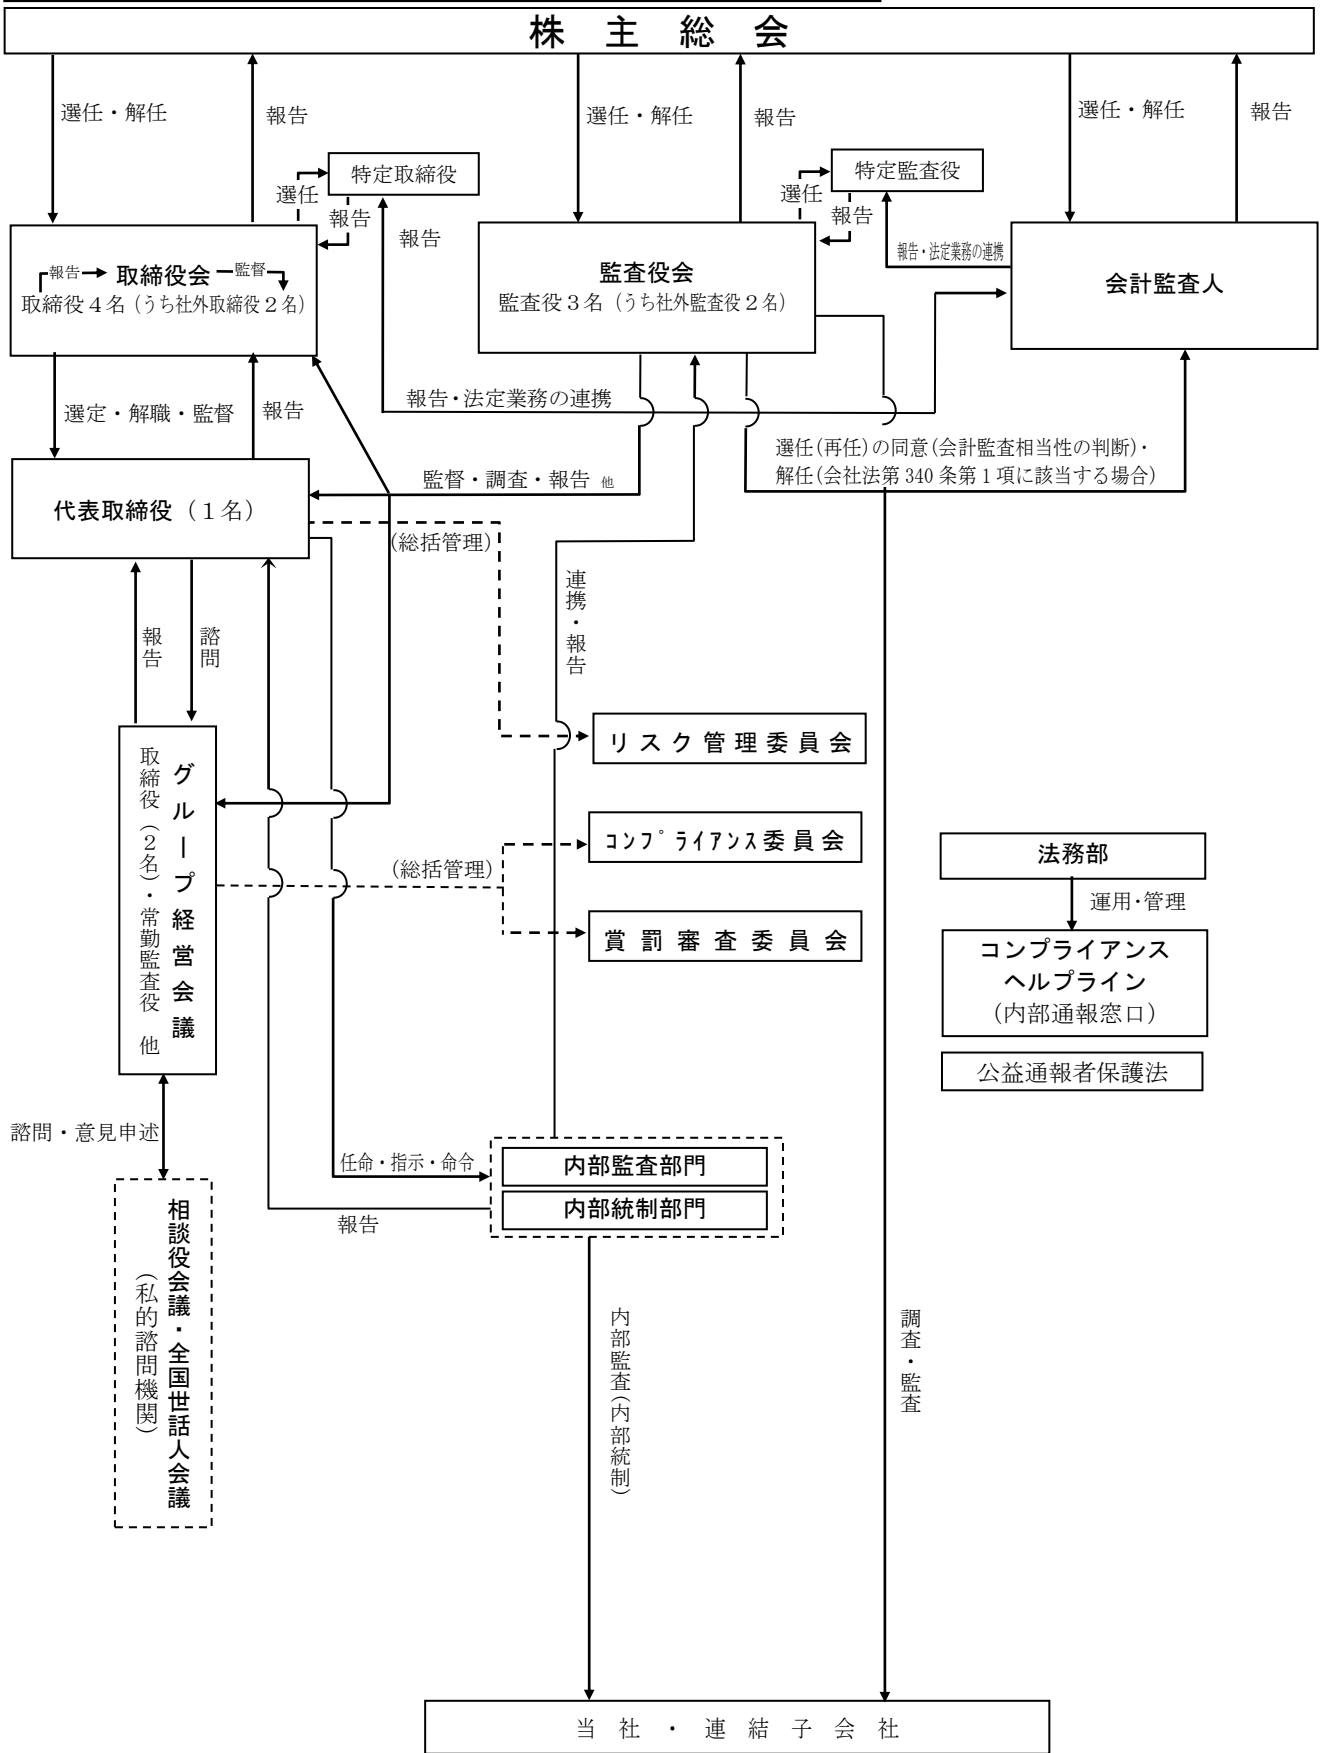 株 主 総 会
選任・解任
報告
選任・解任
報告
選任・解任
報告
特定取締役
選任
報告
報告
特定監査役
選任
報告
報告・法定業務の連携
報告
取締役会
監督
取締役４名（うち社外取締役２名）
監査役会
監査役３名（うち社外監査役２名）
会計監査人
選定・解職・監督
報告
報告・法定業務の連携
選任(再任)の同意(会計監査相当性の判断)・
解任(会社法第 340 条第 1 項に該当する場合)
監督・調査・報告 他
代表取締役（１名）
(総括管理)
連携・報告
報告
諮問
リ ス ク 管 理 委 員 会
グループ経営会議
取締役（２名）・常勤監査役 他
(総括管理)
ｺﾝﾌﾟﾗｲｱﾝｽ委 員 会
賞 罰 審 査 委 員 会
法務部
運用･管理
コンプライアンス
ヘルプライン
（内部通報窓口）
公益通報者保護法
諮問・意見申述
任命・指示・命令
内部監査部門
内部統制部門
報告
相談役会議・全国世話人会議
（私的諮問機関）
内部監査（内部統制）
調査・監査
当 社 ・ 連 結 子 会 社